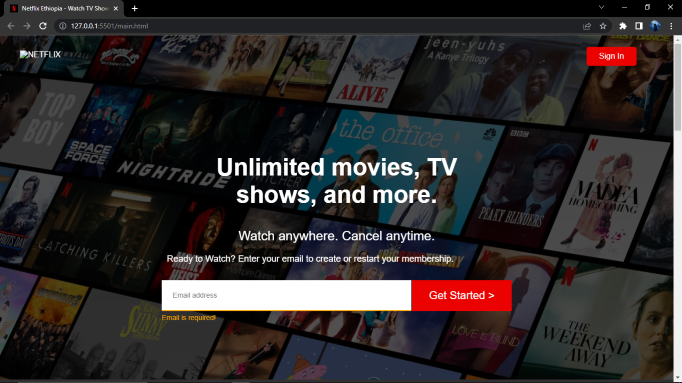 Netflix Ethiopia - Watch TV Show
127.0.0.1:5501/main.html
NETFLIX
Sign In
jeen-yuhs
A Kanye Trilogy
ALIVE
TOP
BOY
SPACE
FORCE
NIGHTRIDE
the office
NBC
BBC
PEAKY BLINDERS
A MADEA
HOMECOMING
CATCHING KILLERS
Unlimited movies, TV
shows, and more.
Watch anywhere. Cancel anytime.
Ready to Watch? Enter your email to create or restart your membership.
Email address
Get Started >
Email is required!
LOVE IS BLIND
THE
WEEKEND
AWAY